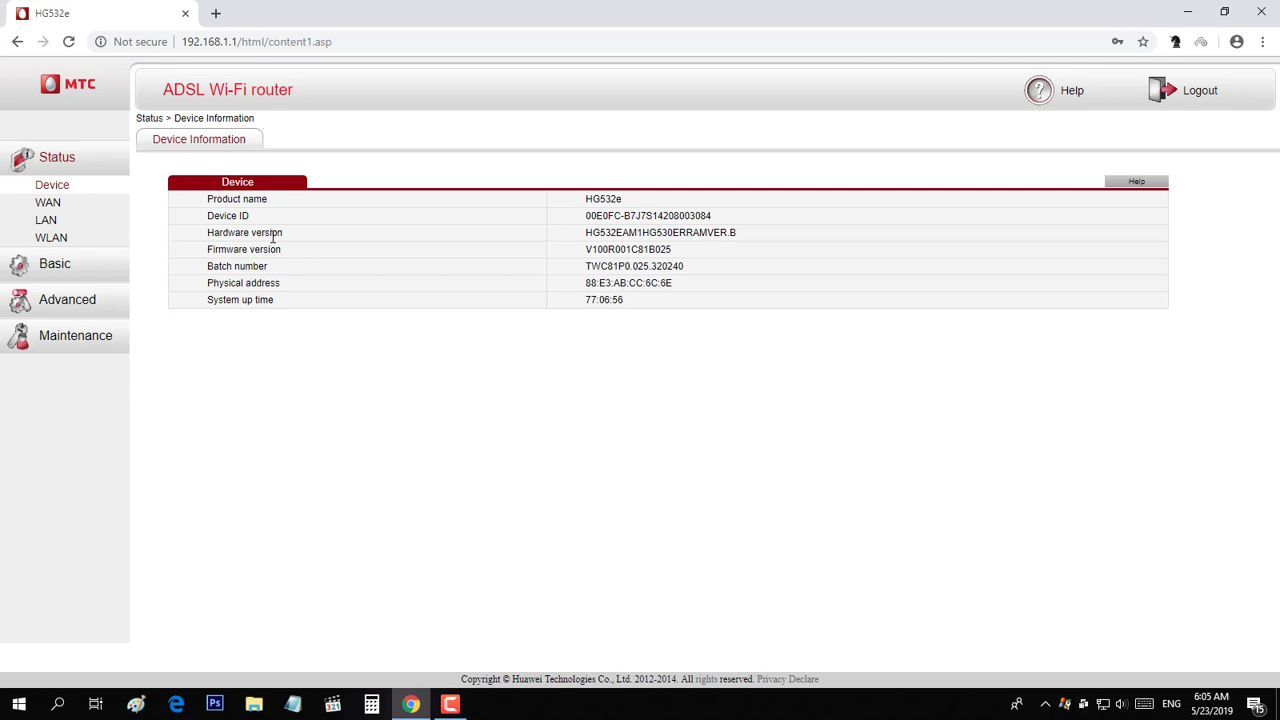 HG532e
Not secure 192.168.1.1/html/content1.asp
MTC
ADSL Wi-Fi router
Help
Logout
Status > Device Information
Device Information
Status
Device
WAN
LAN
WLAN
Basic
Advanced
Maintenance
Device
Help
Product name HG532e
Device ID 00E0FC-B7J7S14208003084
Hardware version HG532EAM1HG530ERRAMVER.B
Firmware version V100R001C81B025
Batch number TWC81P0.025.320240
Physical address 88:E3:AB:CC:6C:6E
System up time 77:06:56
Copyright © Huawei Technologies Co., Ltd. 2012-2014. All rights reserved. Privacy Declare
Ps
321
ENG
6:05 AM
5/23/2019
15